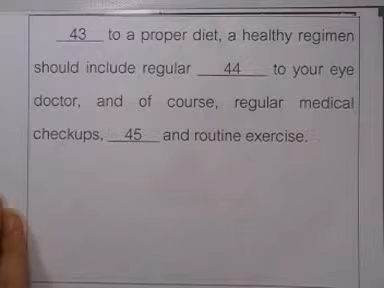 43 to a proper diet, a healthy regimen
should include regular 44 to your eye
doctor, and of course, regular medical
checkups, 45 and routine exercise.